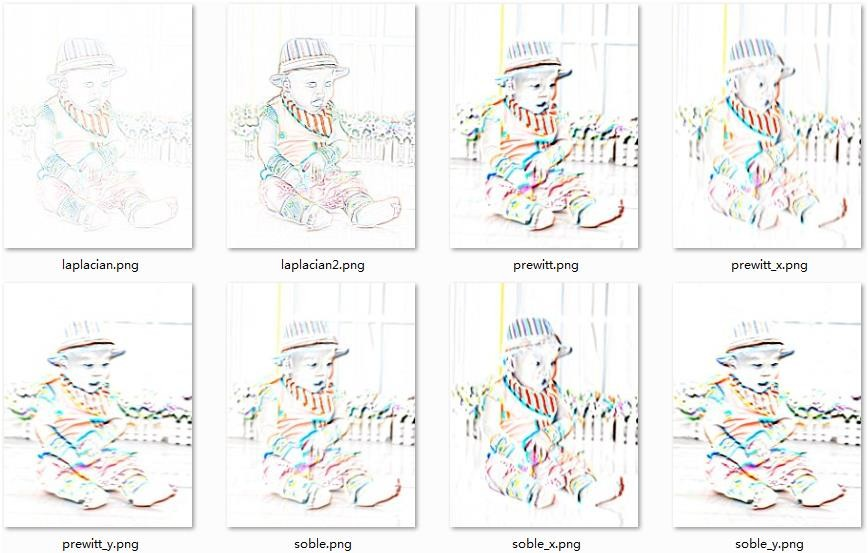 laplacian.png
laplacian2.png
prewitt.png
prewitt_x.png
prewitt_y.png
soble.png
soble_x.png
soble_y.png